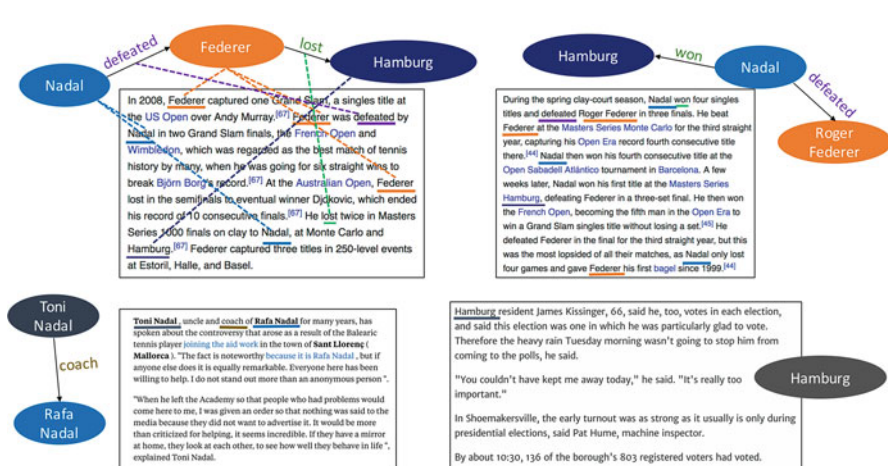 defeated
Federer
lost
Hamburg
Nadal
In 2008, Federer captured one Grand Slam, a singles title at
the US Open over Andy Murray.[67] Federer was defeated by
Nadal in two Grand Slam finals, the French Open and
Wimbledon, which was regarded as the best match of tennis
history by many, when he was going for six straight wins to
break Björn Borg's record.[67] At the Australian Open, Federer
lost in the semifinals to eventual winner Djokovic, which ended
his record of 10 consecutive finals.[67] He lost twice in Masters
Series 1000 finals on clay to Nadal, at Monte Carlo and
Hamburg.[67] Federer captured three titles in 250-level events
at Estoril, Halle, and Basel.
Hamburg
won
Nadal
defeated
Roger
Federer
During the spring clay-court season, Nadal won four singles
titles and defeated Roger Federer in three finals. He beat
Federer at the Masters Series Monte Carlo for the third straight
year, capturing his Open Era record fourth consecutive title
there.[44] Nadal then won his fourth consecutive title at the
Open Sabadell Atlántico tournament in Barcelona. A few
weeks later, Nadal won his first title at the Masters Series
Hamburg, defeating Federer in a three-set final. He then won
the French Open, becoming the fifth man in the Open Era to
win a Grand Slam singles title without losing a set.[45] He
defeated Federer in the final for the third straight year, but this
was the most lopsided of all their matches, as Nadal only lost
four games and gave Federer his first bagel since 1999.[44]
Toni
Nadal
coach
Rafa
Nadal
Toni Nadal , uncle and coach of Rafa Nadal for many years, has
spoken about the controversy that arose as a result of the Balearic
tennis player joining the aid work in the town of Sant Llorenç (
Mallorca ). "The fact is noteworthy because it is Rafa Nadal , but if
anyone else does it is equally remarkable. Everyone here has been
willing to help. I do not stand out more than an anonymous person ".
"When he left the Academy so that people who had problems would
come here to me, I was given an order so that nothing was said to the
media because they did not want to advertise it. It would be more
than criticized for helping, it seems incredible. If they have a mirror
at home, they look at each other, to see how well they behave in life ",
explained Toni Nadal.
Hamburg resident James Kissinger, 66, said he, too, votes in each election,
and said this election was one in which he was particularly glad to vote.
Therefore the heavy rain Tuesday morning wasn't going to stop him from
coming to the polls, he said.
"You couldn't have kept me away today," he said. "It's really too
important."
In Shoemakersville, the early turnout was as strong as it usually is only during
presidential elections, said Pat Hume, machine inspector.
By about 10:30, 136 of the borough's 803 registered voters had voted.
Hamburg